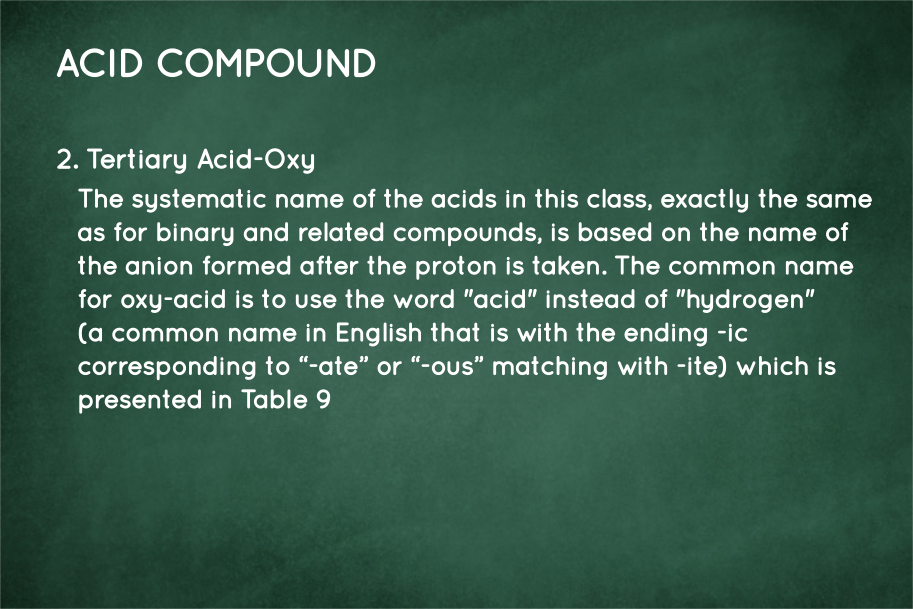 ACID COMPOUND
2. Tertiary Acid-Oxy
The systematic name of the acids in this class, exactly the same
as for binary and related compounds, is based on the name of
the anion formed after the proton is taken. The common name
for oxy-acid is to use the word "acid" instead of "hydrogen"
(a common name in English that is with the ending -ic
corresponding to “-ate” or “-ous” matching with -ite) which is
presented in Table 9